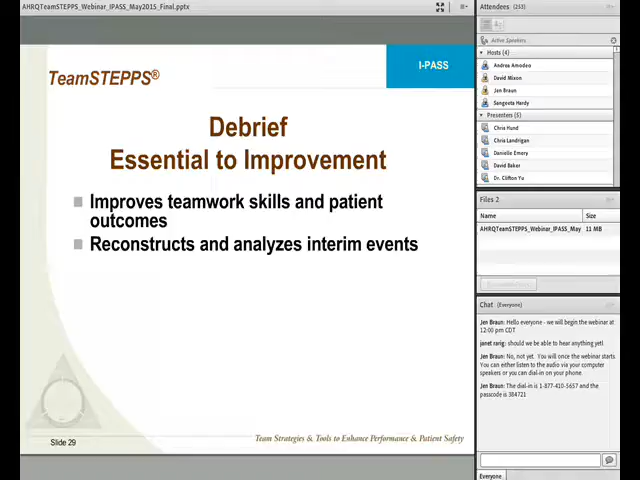 AHRQTeamSTEPPS_Webinar_IPASS_May2015_Final.pptx
TeamSTEPPS®
I-PASS
Debrief
Essential to Improvement
Improves teamwork skills and patient
outcomes
Reconstructs and analyzes interim events
Slide 29
Team Strategies & Tools to Enhance Performance & Patient Safety
Attendees (253)
Active Speakers
Hosts (4)
Andrea Amodeo
David Mixon
Jen Braun
Sangeeta Hardy
Presenters (5)
Chris Hund
Chris Landrigan
Danielle Emery
David Baker
Dr. Clifton Yu
Files 2
Name Size
AHRQTeamSTEPPS_Webinar_IPASS_May 11 MB
Chat (Everyone)
Jen Braun: Hello everyone - we will begin the webinar at
12:00 pm CDT
janet rarig: should we be able to hear anything yet?
Jen Braun: No, not yet. You will once the webinar starts.
You can either listen to the audio via your computer
speakers or you can dial-in on your phone
Jen Braun: The dial-in is 1-877-410-5657 and the
passcode is 384721
Everyone